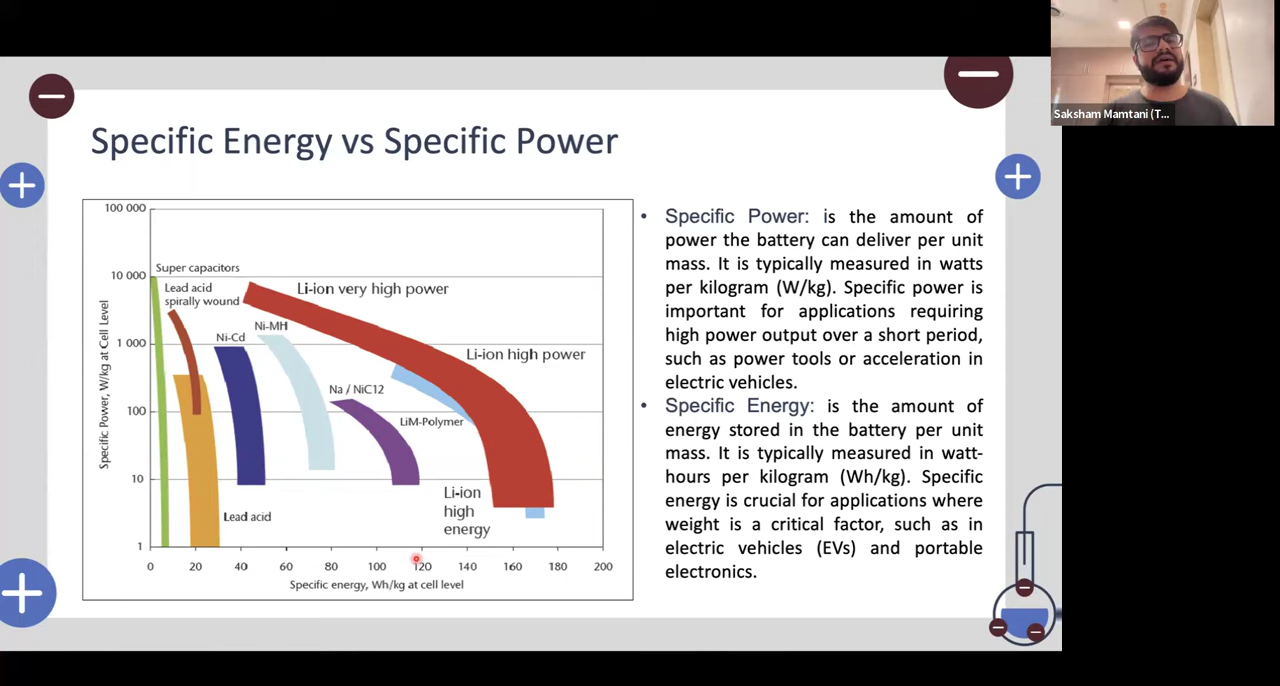 Saksham Mamtani (T...
Specific Energy vs Specific Power
100 000
10 000
1 000
100
10
1
Specific Power, W/kg at Cell Level
Super capacitors
Lead acid
spirally wound
Ni-Cd
Ni-MH
Li-ion very high power
Li-ion high power
Na / NiC12
LiM-Polymer
Li-ion
high
energy
Lead acid
0 20 40 60 80 100 120 140 160 180 200
Specific energy, Wh/kg at cell level
• Specific Power: is the amount of
power the battery can deliver per unit
mass. It is typically measured in watts
per kilogram (W/kg). Specific power is
important for applications requiring
high power output over a short period,
such as power tools or acceleration in
electric vehicles.
• Specific Energy: is the amount of
energy stored in the battery per unit
mass. It is typically measured in watt-
hours per kilogram (Wh/kg). Specific
energy is crucial for applications where
weight is a critical factor, such as in
electric vehicles (EVs) and portable
electronics.